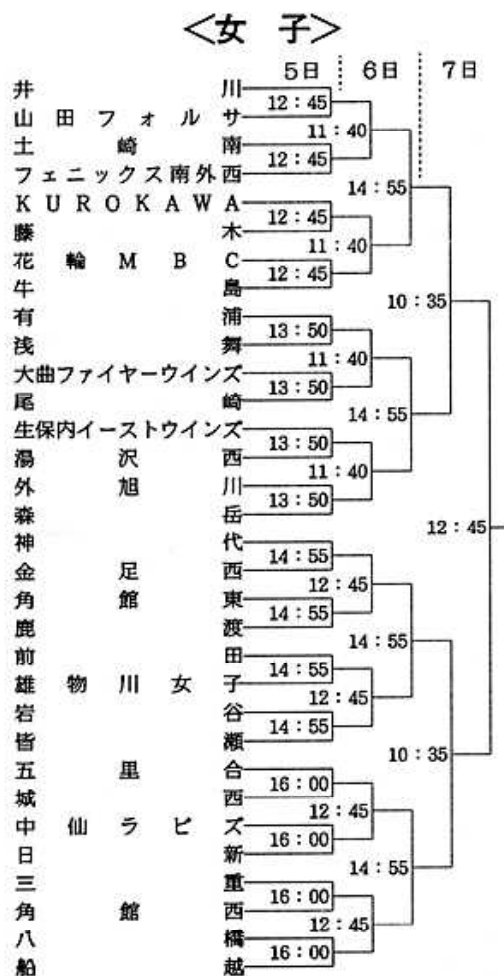 ＜女 子＞
5日 6日 7日
井川
山田フォルサ
12：45
土崎南
フェニックス南外西
12：45
11：40
KUROKAWA
藤木
12：45
花輪MBC
牛島
12：45
11：40
14：55
有浦
浅舞
13：50
大曲ファイヤーウインズ
尾崎
13：50
11：40
生保内イーストウインズ
湯沢西
13：50
外旭川
森岳
13：50
11：40
14：55
10：35
神代
金足西
14：55
角館東
鹿渡
14：55
12：45
前田
雄物川女子
14：55
岩谷
皆瀬
14：55
12：45
14：55
五里合
城西
16：00
中仙ラビズ
日新
16：00
12：45
三重
角館西
16：00
八橋
船越
16：00
12：45
14：55
10：35
12：45